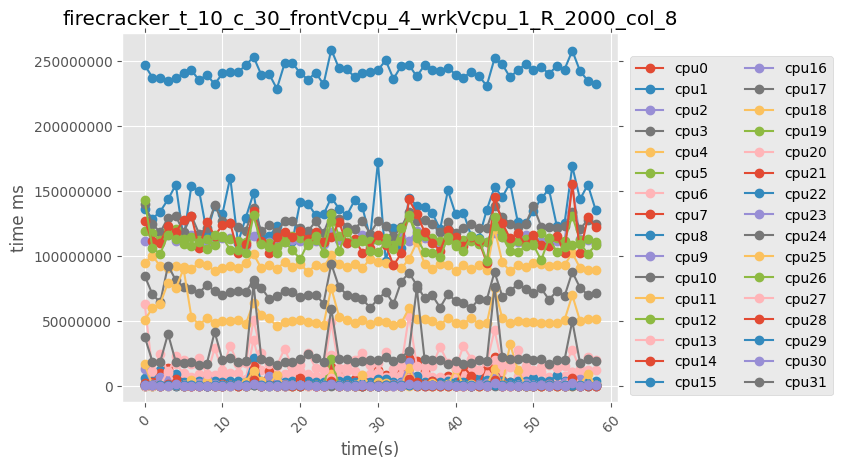 firecracker_t_10_c_30_frontVcpu_4_wrkVcpu_1_R_2000_col_8
250000000
200000000
150000000
100000000
50000000
0
time ms
0
10
20
30
40
50
60
time(s)
cpu0
cpu1
cpu2
cpu3
cpu4
cpu5
cpu6
cpu7
cpu8
cpu9
cpu10
cpu11
cpu12
cpu13
cpu14
cpu15
cpu16
cpu17
cpu18
cpu19
cpu20
cpu21
cpu22
cpu23
cpu24
cpu25
cpu26
cpu27
cpu28
cpu29
cpu30
cpu31